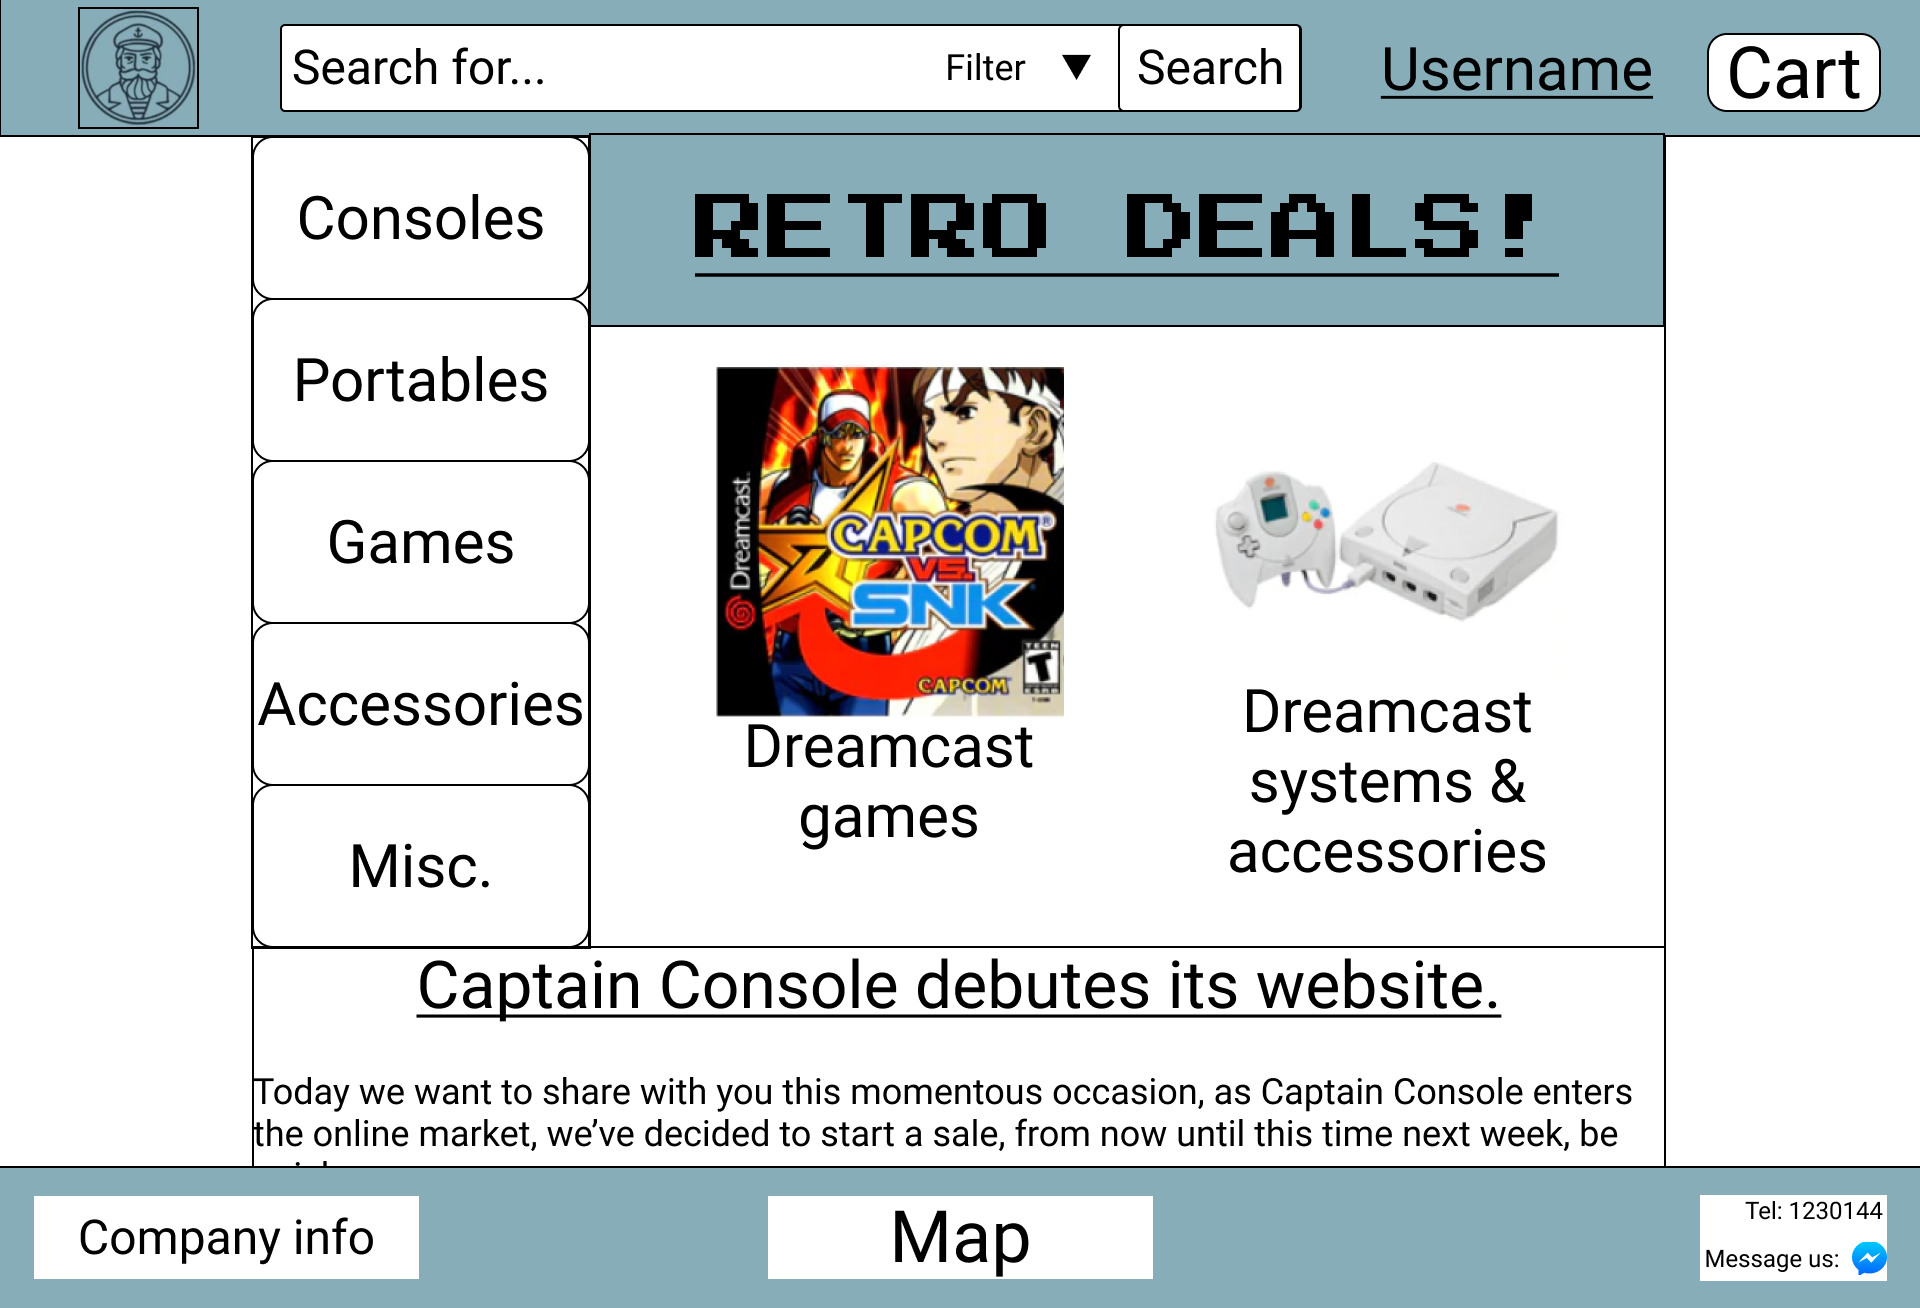 Search for...
Filter
Search
Username
Cart
Consoles
Portables
Games
Accessories
Misc.
RETRO DEALS!
Dreamcast
CAPCOM
VS.
SNK
CAPCOM
TEEN
T
ESRB
Dreamcast
games
Dreamcast
systems &
accessories
Captain Console debutes its website.
Today we want to share with you this momentous occasion, as Captain Console enters
the online market, we’ve decided to start a sale, from now until this time next week, be
Company info
Map
Tel: 1230144
Message us: